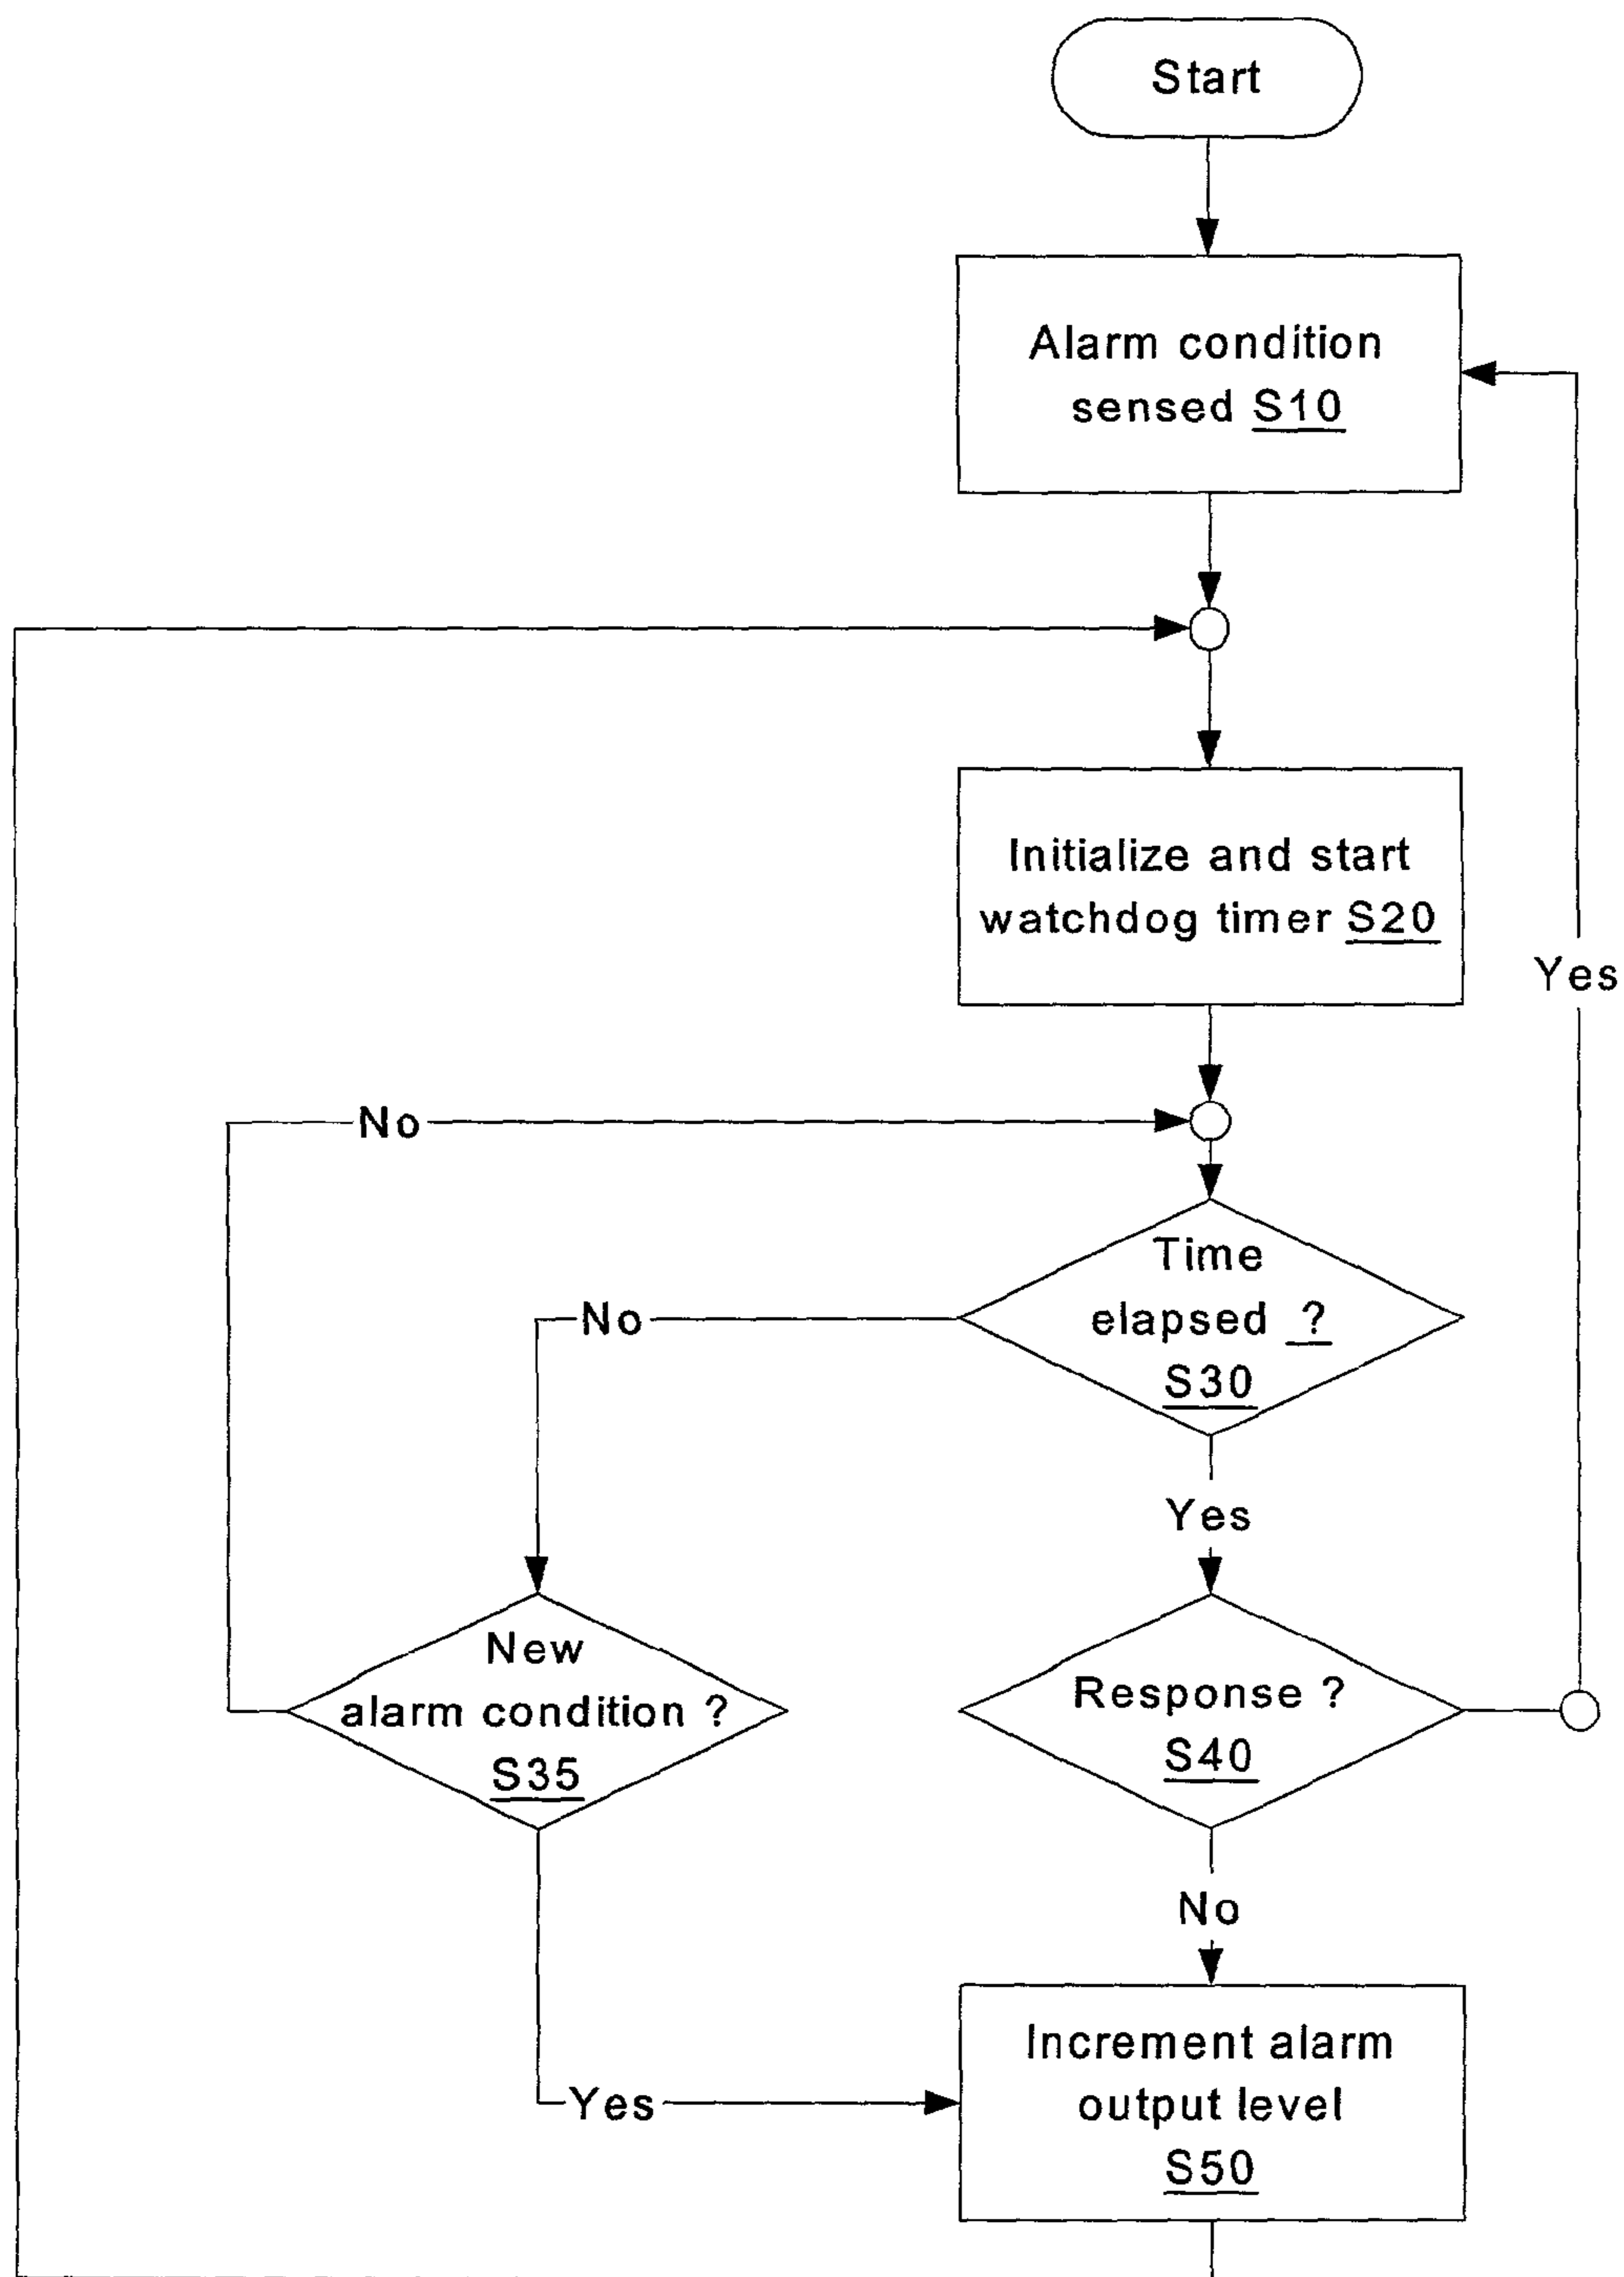 Start
Alarm condition
sensed S10
Initialize and start
watchdog timer S20
Yes
No
Time
elapsed ?
S30
No
Yes
New
alarm condition ?
S35
Response ?
S40
No
Yes
Increment alarm
output level
S50